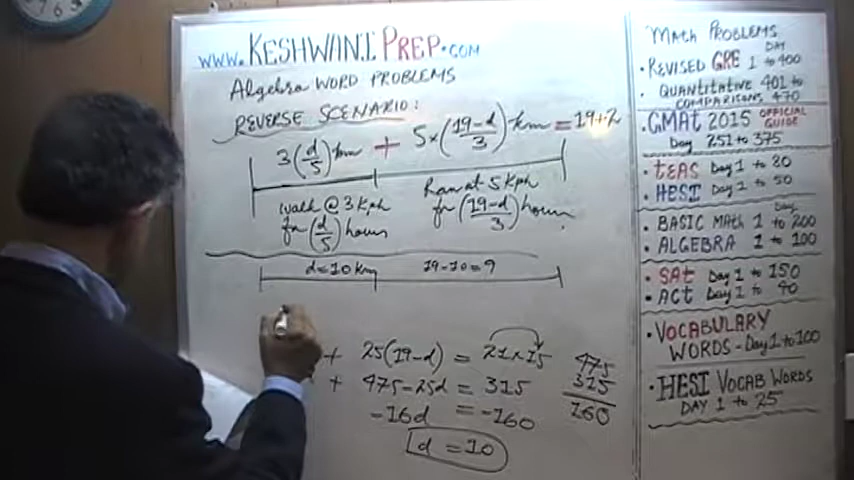 www.KESHWANIPREP.COM
Algebra WORD PROBLEMS
REVERSE SCENARIO:
3(d/5) km + 5×(19-d/3) km = 19+2
walk @ 3 Kph
for (d/5) hours
Ran at 5 Kph
for (19-d/3) hours
d=10 Km
19-10=9
+ 25(19-d) = 21×15
+ 475-25d = 315
-16d = -160
d = 10
475
315
160
MATH PROBLEMS
DAY
• REVISED GRE 1 to 400
• QUANTITATIVE 401 to
COMPARISONS 470
• GMAT 2015 OFFICIAL
GUIDE
Day 251 to 375
• TEAS Day 1 to 20
• HESI Day 1 to 50
Day
• BASIC MATH 1 to 200
• ALGEBRA 1 to 100
• SAT Day 1 to 150
• ACT Day 1 to 40
• VOCABULARY
WORDS - Day 1 to 100
• HESI VOCAB WORDS
DAY 1 to 25